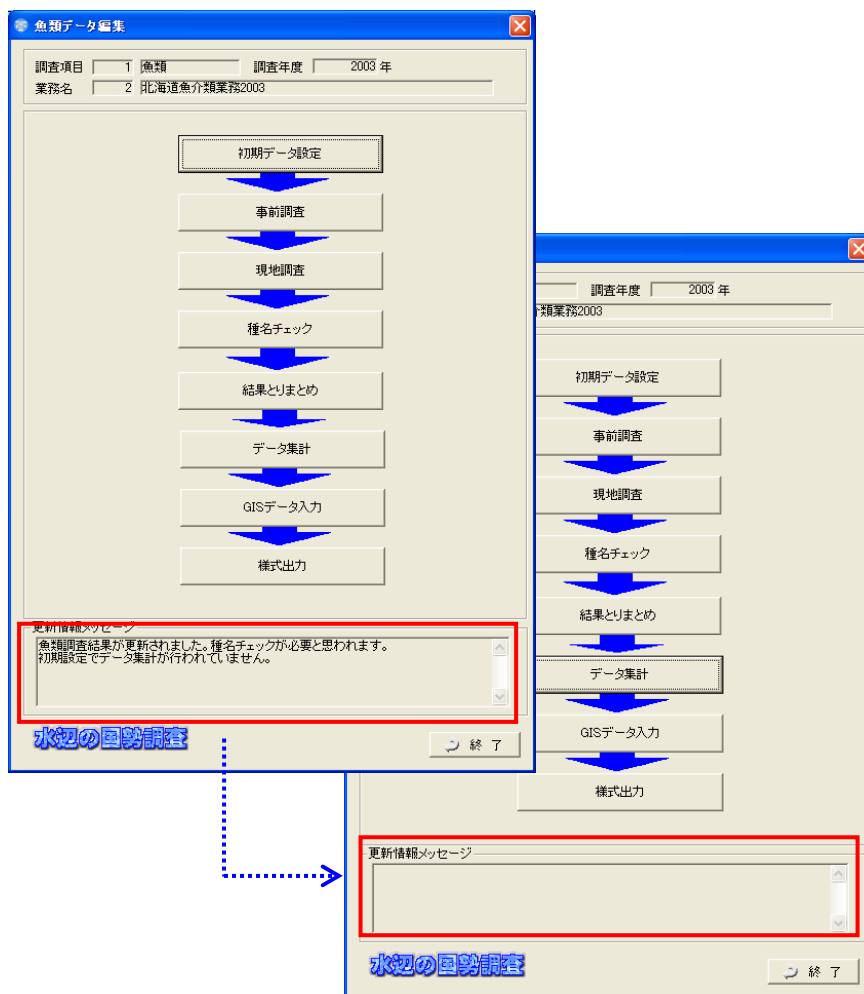 魚類データ編集
調査項目 1 魚類 調査年度 2003 年
業務名 2 北海道魚介類業務2003
初期データ設定
事前調査
現地調査
種名チェック
結果とりまとめ
データ集計
GISデータ入力
様式出力
更新情報メッセージ
魚類調査結果が更新されました。種名チェックが必要と思われます。
初期設定でデータ集計が行われていません。
水辺の国勢調査
終 了
調査年度 2003 年
類業務2003
初期データ設定
事前調査
現地調査
種名チェック
結果とりまとめ
データ集計
GISデータ入力
様式出力
更新情報メッセージ
水辺の国勢調査
終 了